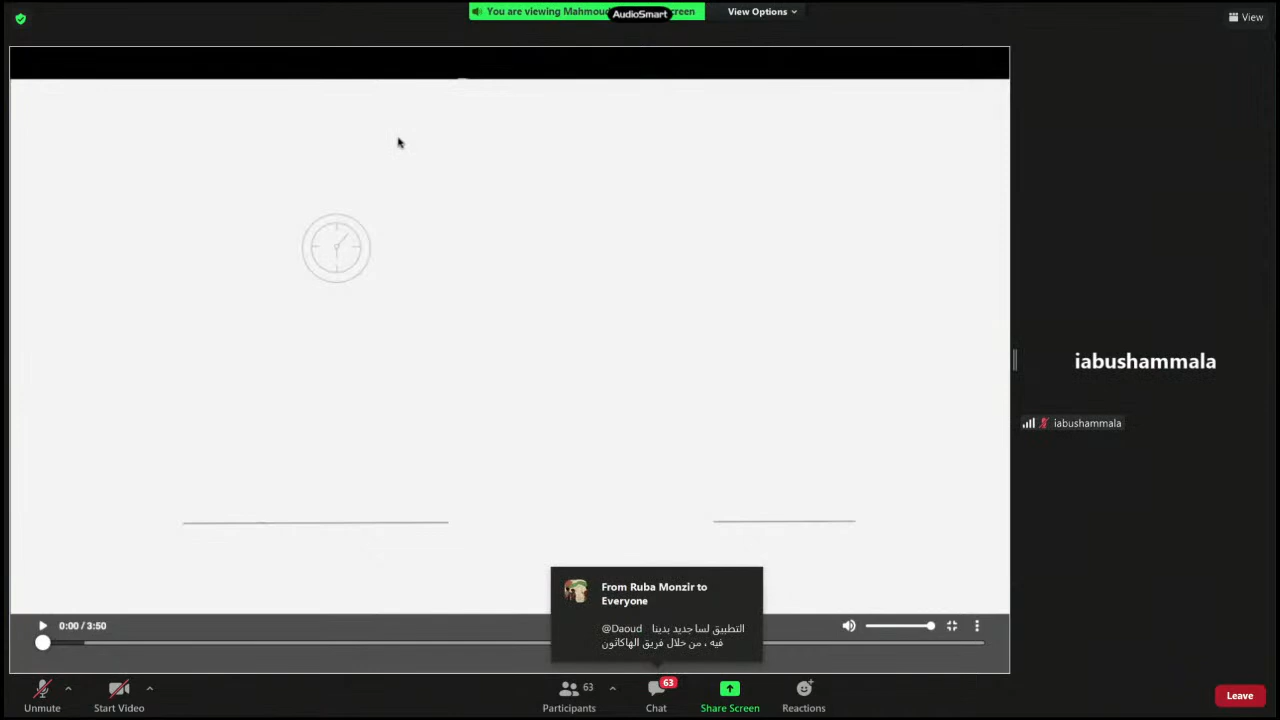 You are viewing Mahmoud
AudioSmart
screen
View Options
View
iabushammala
iabushammala
From Ruba Monzir to
Everyone
@Daoud التطبيق لسا جديد بدينا
فيه ، من خلال فريق الهاكاثون
0:00 / 3:50
Unmute
Start Video
63
Participants
63
Chat
Share Screen
Reactions
Leave